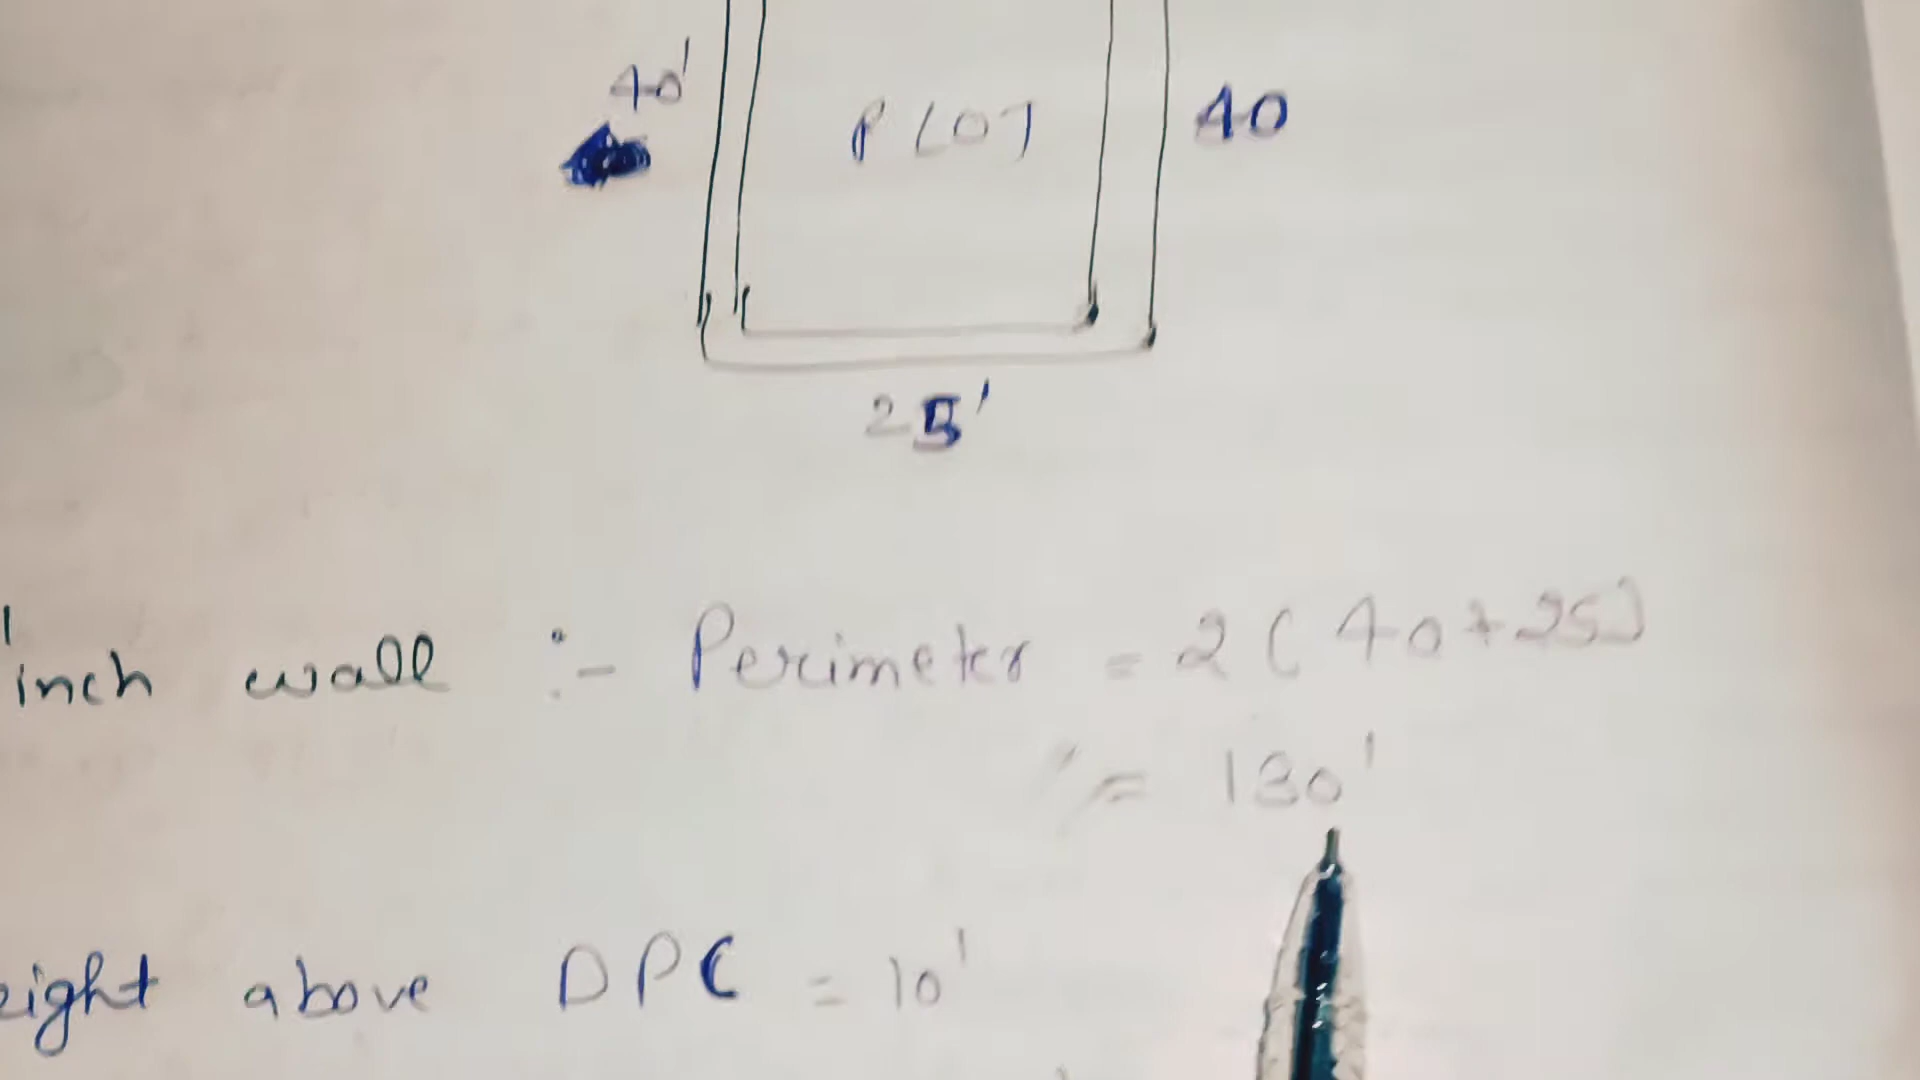 40'
PLOT
40
25'
inch wall :- Perimeter = 2(40+25)
= 130'
eight above DPC = 10'